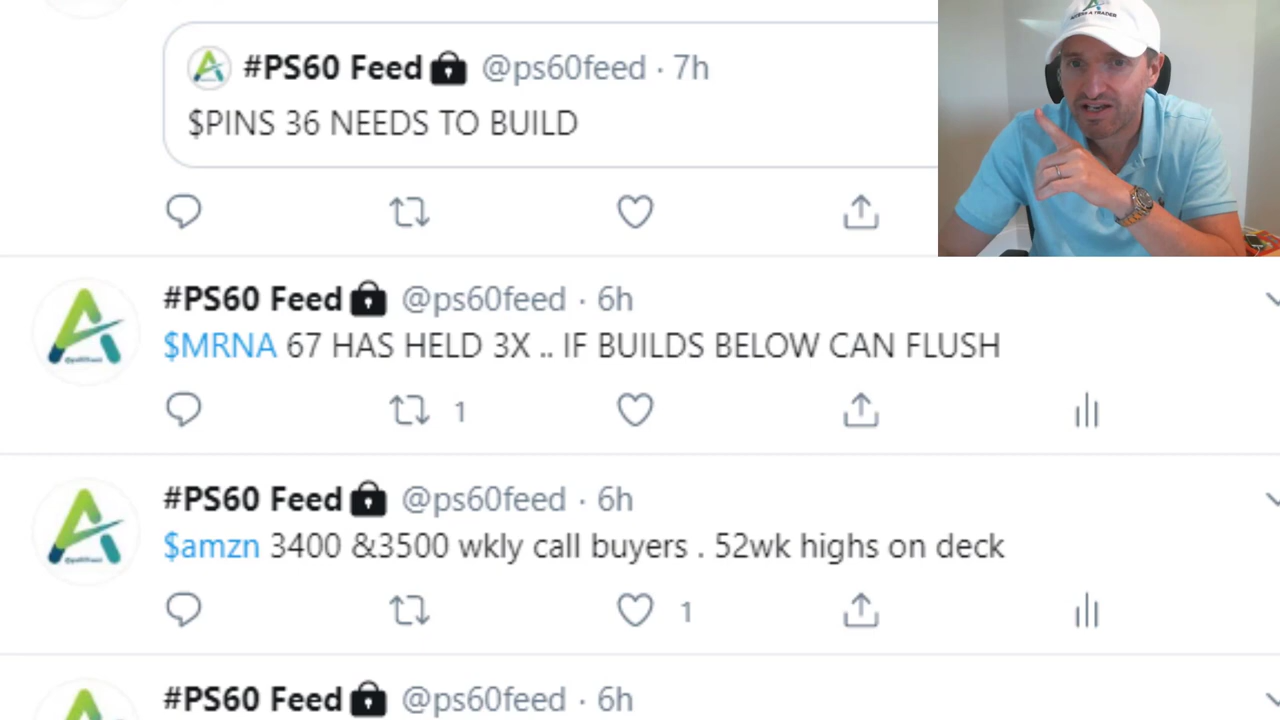 #PS60 Feed🔒 @ps60feed · 7h
$PINS 36 NEEDS TO BUILD
#PS60 Feed🔒 @ps60feed · 6h
$MRNA 67 HAS HELD 3X .. IF BUILDS BELOW CAN FLUSH
1
#PS60 Feed🔒 @ps60feed · 6h
$amzn 3400 &3500 wkly call buyers . 52wk highs on deck
1
#PS60 Feed🔒 @ps60feed · 6h